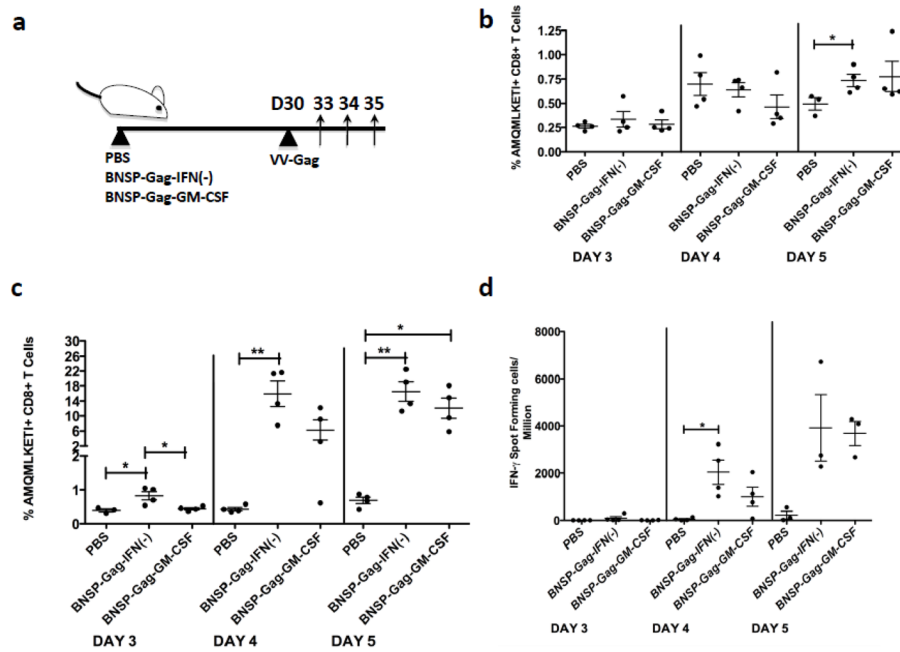 a
D30 33 34 35
PBS
VV-Gag
BNSP-Gag-IFN(-)
BNSP-Gag-GM-CSF
b
% AMQMLKETI+ CD8+ T Cells
1.25
1.00
0.75
0.50
0.25
0.00
*
PBS
BNSP-Gag-IFN(-)
BNSP-Gag-GM-CSF
PBS
BNSP-Gag-IFN(-)
BNSP-Gag-GM-CSF
PBS
BNSP-Gag-IFN(-)
BNSP-Gag-GM-CSF
DAY 3 DAY 4 DAY 5
c
% AMQMLKETI+ CD8+ T Cells
30
26
22
18
14
10
6
2
2
1
0
*
*
**
**
*
PBS
BNSP-Gag-IFN(-)
BNSP-Gag-GM-CSF
PBS
BNSP-Gag-IFN(-)
BNSP-Gag-GM-CSF
PBS
BNSP-Gag-IFN(-)
BNSP-Gag-GM-CSF
DAY 3 DAY 4 DAY 5
d
IFN-γ Spot Forming cells/
Million
8000
6000
4000
2000
0
*
PBS
BNSP-Gag-IFN(-)
BNSP-Gag-GM-CSF
PBS
BNSP-Gag-IFN(-)
BNSP-Gag-GM-CSF
PBS
BNSP-Gag-IFN(-)
BNSP-Gag-GM-CSF
DAY 3 DAY 4 DAY 5